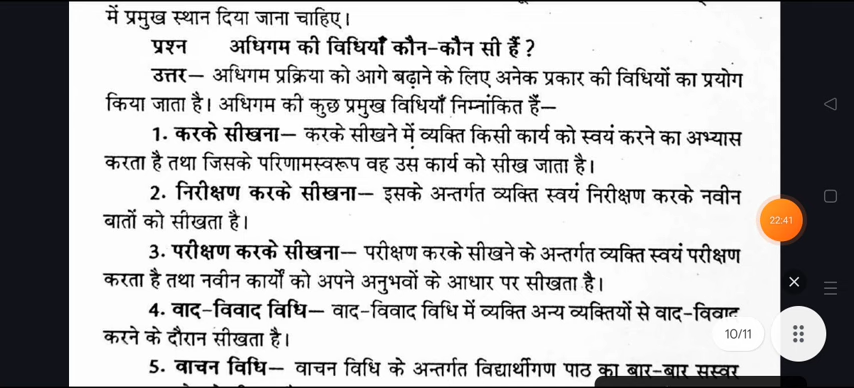 में प्रमुख स्थान दिया जाना चाहिए।
प्रश्न अधिगम की विधियाँ कौन-कौन सी हैं ?
उत्तर— अधिगम प्रक्रिया को आगे बढ़ाने के लिए अनेक प्रकार की विधियों का प्रयोग
किया जाता है। अधिगम की कुछ प्रमुख विधियाँ निम्नांकित हैं—
1. करके सीखना— करके सीखने में व्यक्ति किसी कार्य को स्वयं करने का अभ्यास
करता है तथा जिसके परिणामस्वरूप वह उस कार्य को सीख जाता है।
2. निरीक्षण करके सीखना— इसके अन्तर्गत व्यक्ति स्वयं निरीक्षण करके नवीन
बातों को सीखता है।
22:41
3. परीक्षण करके सीखना— परीक्षण करके सीखने के अन्तर्गत व्यक्ति स्वयं परीक्षण
करता है तथा नवीन कार्यों को अपने अनुभवों के आधार पर सीखता है।
4. वाद-विवाद विधि— वाद-विवाद विधि में व्यक्ति अन्य व्यक्तियों से वाद-विवाद
करने के दौरान सीखता है।
10/11
5. वाचन विधि— वाचन विधि के अन्तर्गत विद्यार्थीगण पाठ का बार-बार सस्वर